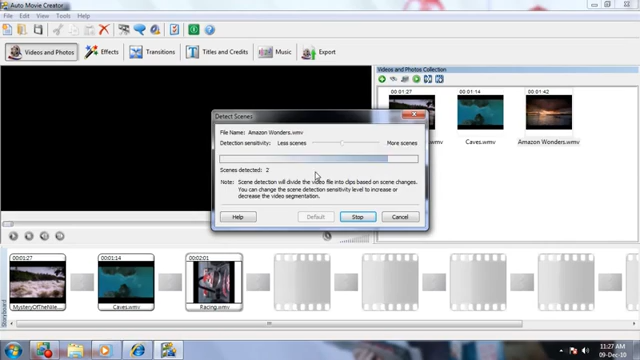 Auto Movie Creator
File Edit View Tools Help
Videos and Photos Effects Transitions Titles and Credits Music Export
Videos and Photos Collection
00:01:27 00:01:14 00:01:42
Caves.wmv Amazon Wonders.wmv
Detect Scenes
File Name: Amazon Wonders.wmv
Detection sensitivity: Less scenes More scenes
Scenes detected: 2
Note: Scene detection will divide the video file into clips based on scene changes.
You can change the scene detection sensitivity level to increase or
decrease the video segmentation.
Help Default Stop Cancel
Storyboard
00:01:27 00:01:14 00:02:01
MysteryOfTheNile Caves.wmv Racing.wmv
11:27 AM
09-Dec-10